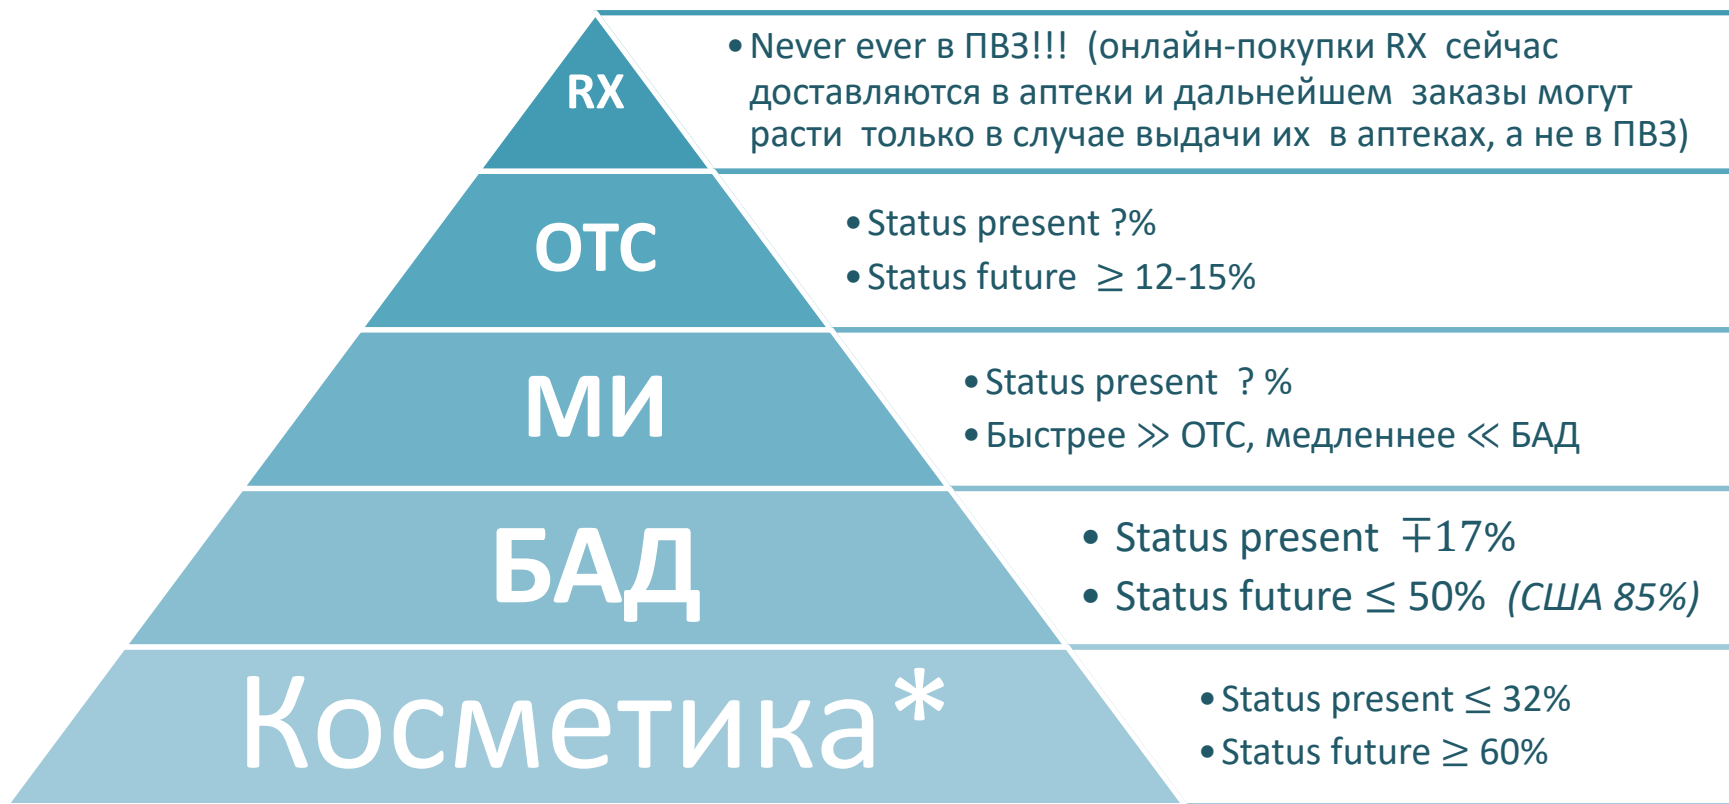 RX
• Never ever в ПВЗ!!! (онлайн-покупки RX сейчас
доставляются в аптеки и дальнейшем заказы могут
расти только в случае выдачи их в аптеках, а не в ПВЗ)
ОТС
• Status present ?%
• Status future ≥ 12-15%
МИ
• Status present ? %
• Быстрее ≫ ОТС, медленнее ≪ БАД
БАД
• Status present ∓17%
• Status future ≤ 50% (США 85%)
Косметика*
• Status present ≤ 32%
• Status future ≥ 60%